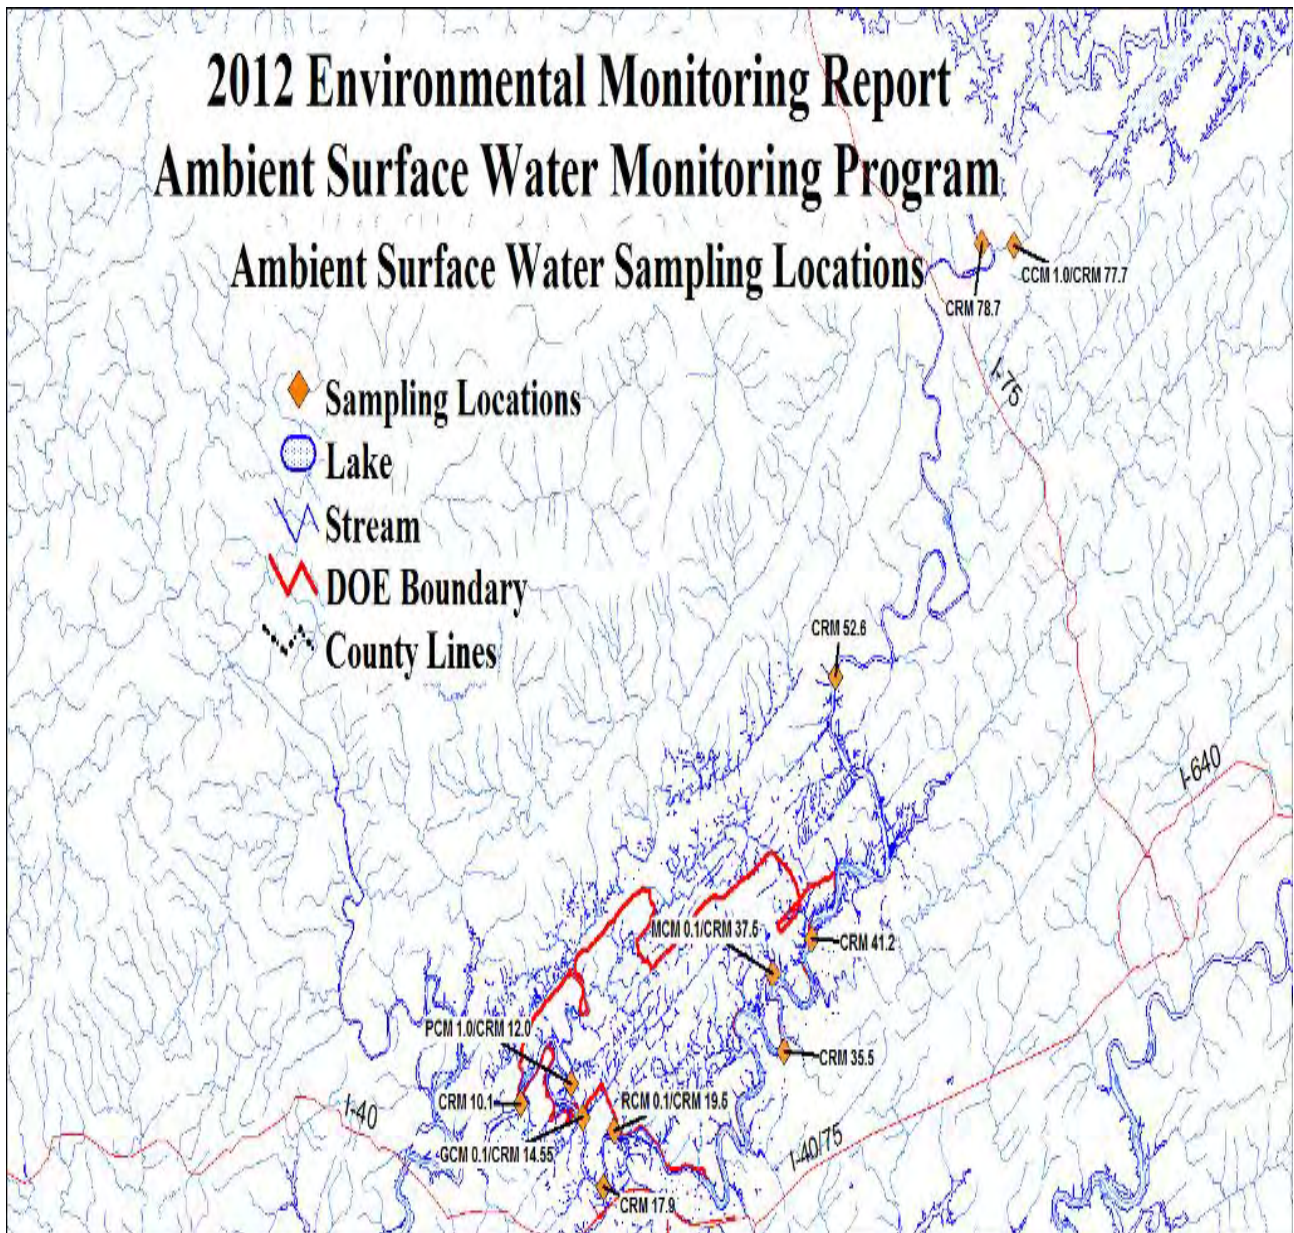 2012 Environmental Monitoring Report
Ambient Surface Water Monitoring Program
Ambient Surface Water Sampling Locations
CCM 1.0/CRM 77.7
CRM 78.7
I-75
Sampling Locations
Lake
Stream
DOE Boundary
County Lines
CRM 52.6
I-640
MCM 0.1/CRM 37.5
CRM 41.2
PCM 1.0/CRM 12.0
CRM 35.5
CRM 10.1
RCM 0.1/CRM 19.5
I-40
GCM 0.1/CRM 14.55
I-40/75
CRM 17.9